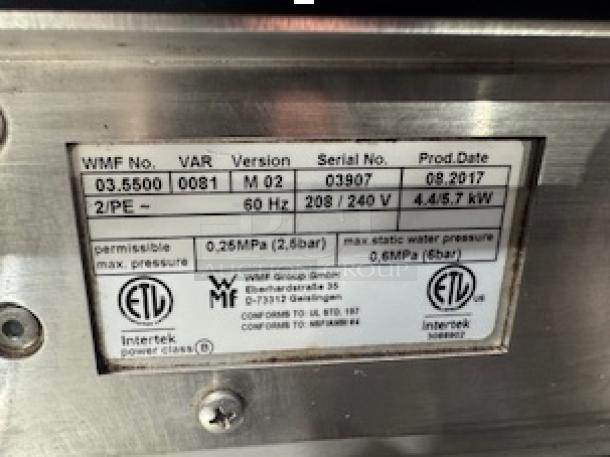 WMF No. VAR Version Serial No. Prod.Date
03.5500 0081 M 02 03907 08.2017
2/PE ~ 60 Hz 208 / 240 V 4.4/5.7 kW
permissible max. pressure 0,25MPa (2,5bar) max.static water pressure 0,6MPa (6bar)
WMF
WMF Group GmbH
Eberhardstraße 35
D-73312 Geislingen
CONFORMS TO: UL STD. 197
CONFORMS TO: NSF/ANSI #4
ETL
Intertek
power class B
ETL US
Intertek
GROUP